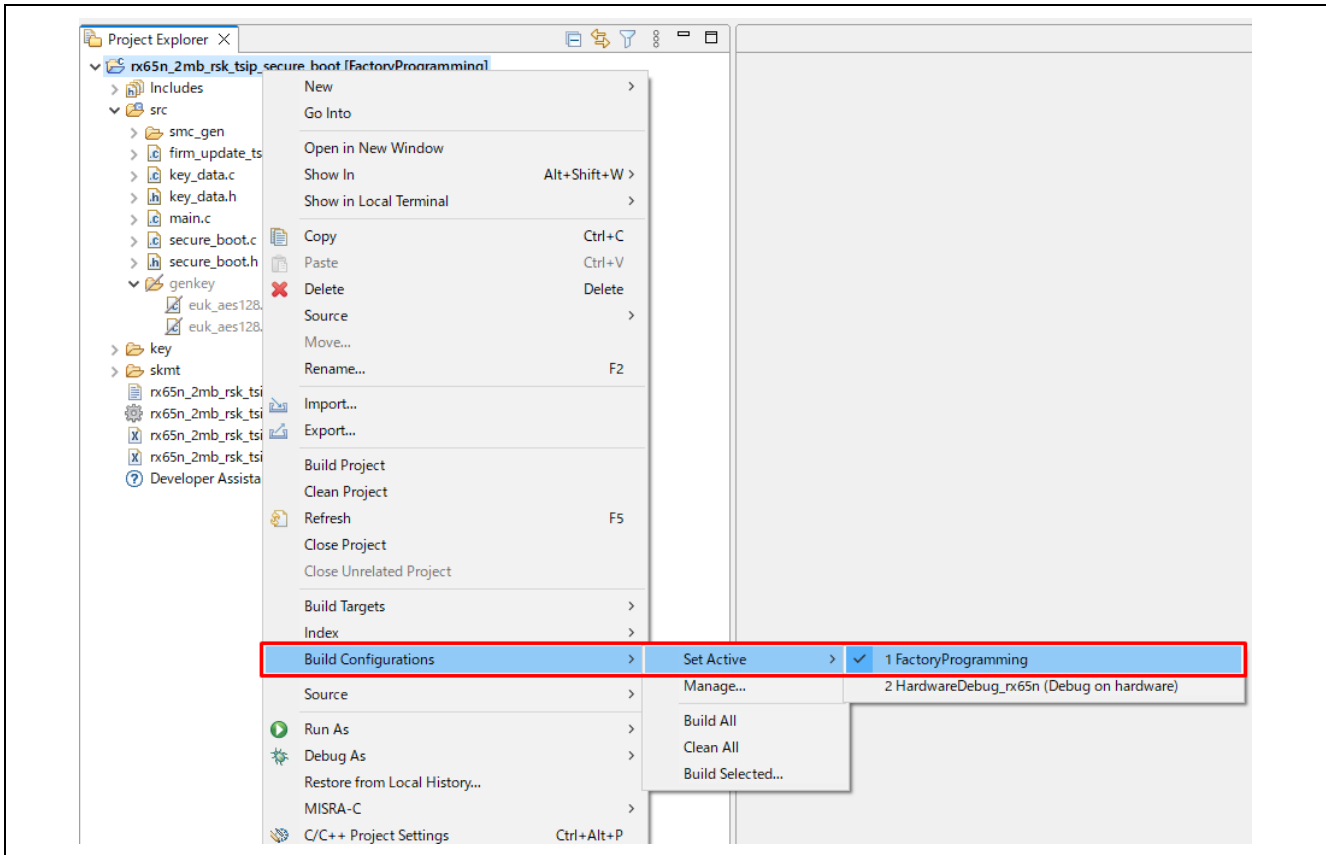 Project Explorer
rx65n_2mb_rsk_tsip_secure_boot [FactoryProgramming]
Includes
src
smc_gen
firm_update_ts
key_data.c
key_data.h
main.c
secure_boot.c
secure_boot.h
genkey
euk_aes128.
euk_aes128.
key
skmt
rx65n_2mb_rsk_tsi
rx65n_2mb_rsk_tsi
rx65n_2mb_rsk_tsi
rx65n_2mb_rsk_tsi
Developer Assista
New
Go Into
Open in New Window
Show In Alt+Shift+W >
Show in Local Terminal
Copy Ctrl+C
Paste Ctrl+V
Delete Delete
Source
Move...
Rename... F2
Import...
Export...
Build Project
Clean Project
Refresh F5
Close Project
Close Unrelated Project
Build Targets
Index
Build Configurations
Source
Run As
Debug As
Restore from Local History...
MISRA-C
C/C++ Project Settings Ctrl+Alt+P
Set Active
Manage...
Build All
Clean All
Build Selected...
1 FactoryProgramming
2 HardwareDebug_rx65n (Debug on hardware)